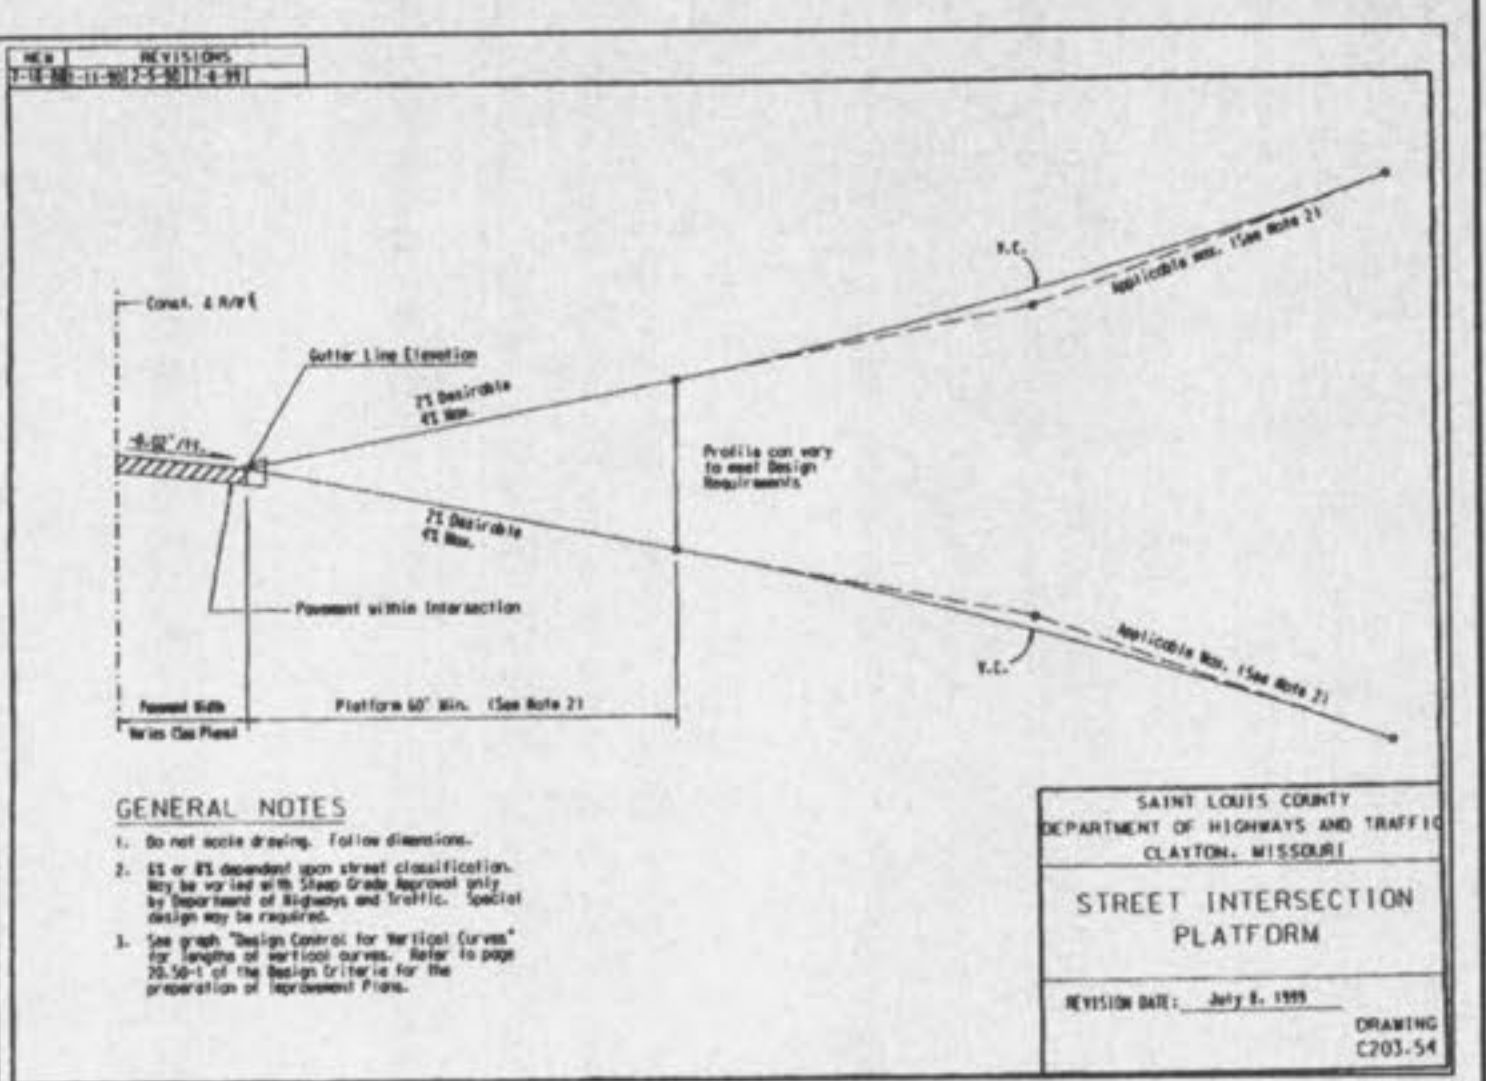 NEW REVISIONS
7-5-90 7-8-99
Const. & R/W ℄
Gutter Line Elevation
-0.02'/ft.
2% Desirable
4% Max.
2% Desirable
4% Max.
Profile can vary
to meet Design
Requirements
V.C.
Applicable max. (See Note 2)
V.C.
Applicable Max. (See Note 2)
Pavement within Intersection
Pavement Width
Varies (See Plans)
Platform 60' Min. (See Note 2)
GENERAL NOTES
1. Do not scale drawing. Follow dimensions.
2. 6% or 8% dependent upon street classification.
May be varied with Steep Grade Approval only
by Department of Highways and Traffic. Special
design may be required.
3. See graph "Design Control for Vertical Curves"
for lengths of vertical curves. Refer to page
20.50-1 of the Design Criteria for the
preparation of Improvement Plans.
SAINT LOUIS COUNTY
DEPARTMENT OF HIGHWAYS AND TRAFFIC
CLAYTON, MISSOURI
STREET INTERSECTION
PLATFORM
REVISION DATE: July 8, 1999
DRAWING
C203.54